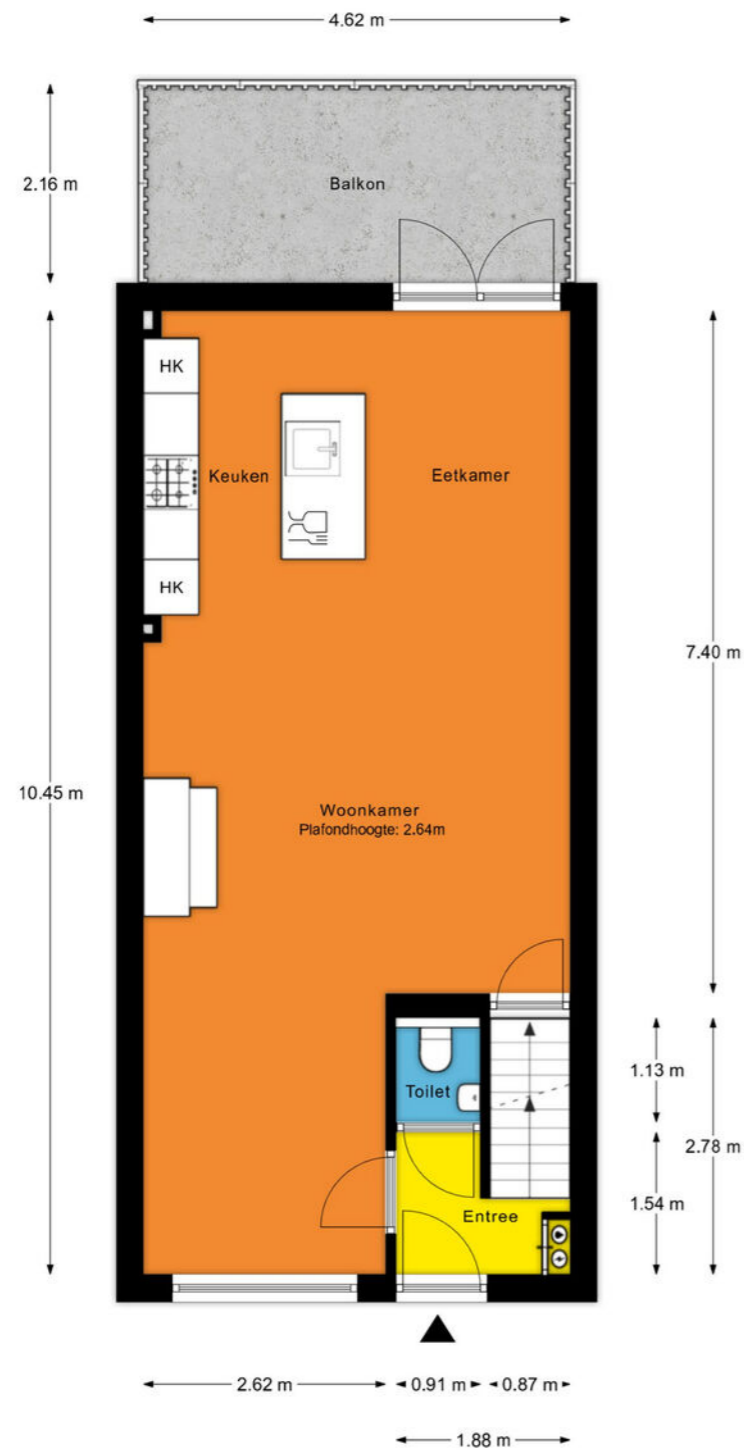 4.62 m
2.16 m
Balkon
HK
Keuken
Eetkamer
HK
7.40 m
10.45 m
Woonkamer
Plafondhoogte: 2.64m
1.13 m
Toilet
2.78 m
1.54 m
Entree
2.62 m
0.91 m
0.87 m
1.88 m